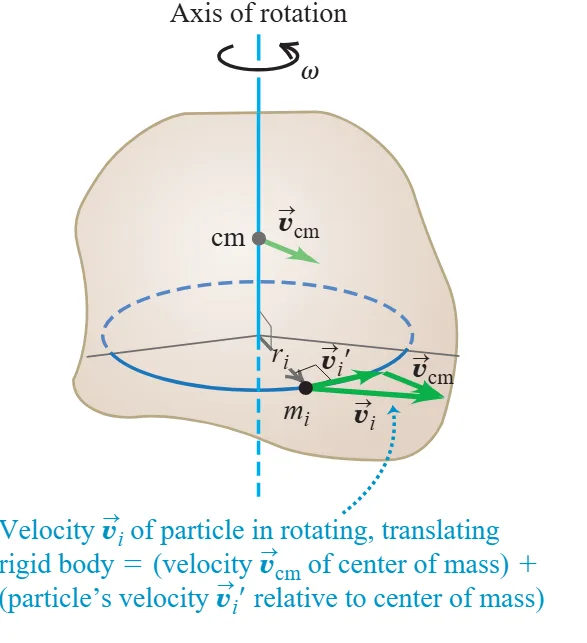 Axis of rotation
ω
cm
v⃗cm
ri
v⃗i′
v⃗cm
mi
v⃗i
Velocity v⃗i of particle in rotating, translating
rigid body = (velocity v⃗cm of center of mass) +
(particle’s velocity v⃗i′ relative to center of mass)